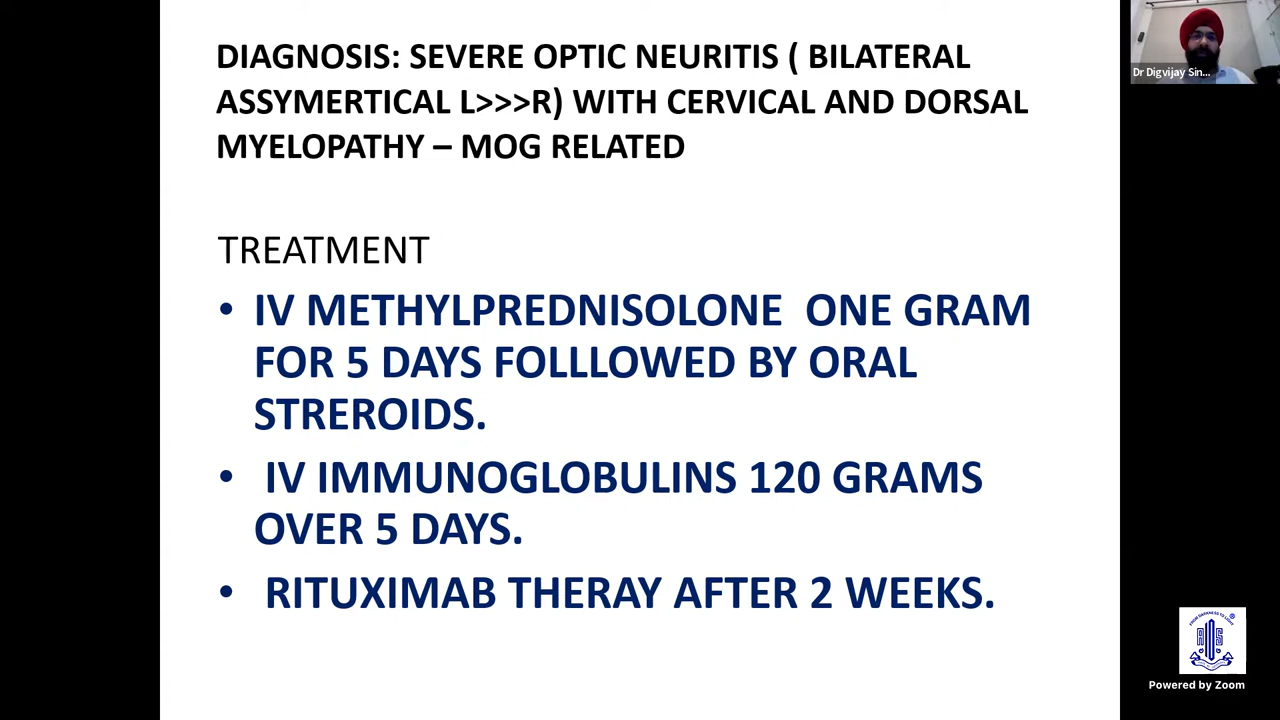 DIAGNOSIS: SEVERE OPTIC NEURITIS ( BILATERAL
ASSYMERTICAL L>>>R) WITH CERVICAL AND DORSAL
MYELOPATHY – MOG RELATED
TREATMENT
• IV METHYLPREDNISOLONE ONE GRAM
FOR 5 DAYS FOLLLOWED BY ORAL
STREROIDS.
• IV IMMUNOGLOBULINS 120 GRAMS
OVER 5 DAYS.
• RITUXIMAB THERAY AFTER 2 WEEKS.
Dr Digvijay Sin...
Powered by Zoom